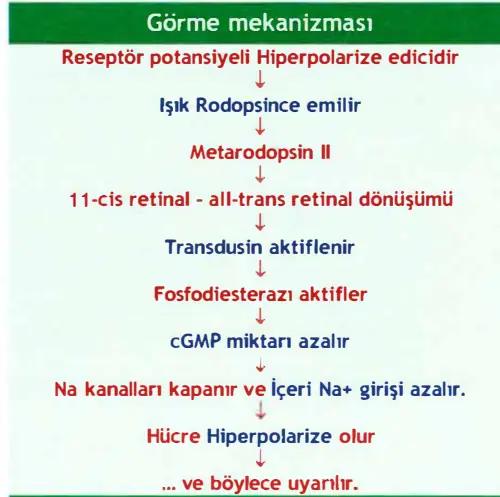 Görme mekanizması
Reseptör potansiyeli Hiperpolarize edicidir
↓
Işık Rodopsince emilir
↓
Metarodopsin II
↓
11-cis retinal - all-trans retinal dönüşümü
↓
Transdusin aktiflenir
↓
Fosfodiesterazı aktifler
↓
cGMP miktarı azalır
↓
Na kanalları kapanır ve İçeri Na+ girişi azalır.
↓
Hücre Hiperpolarize olur
↓
... ve böylece uyarılır.